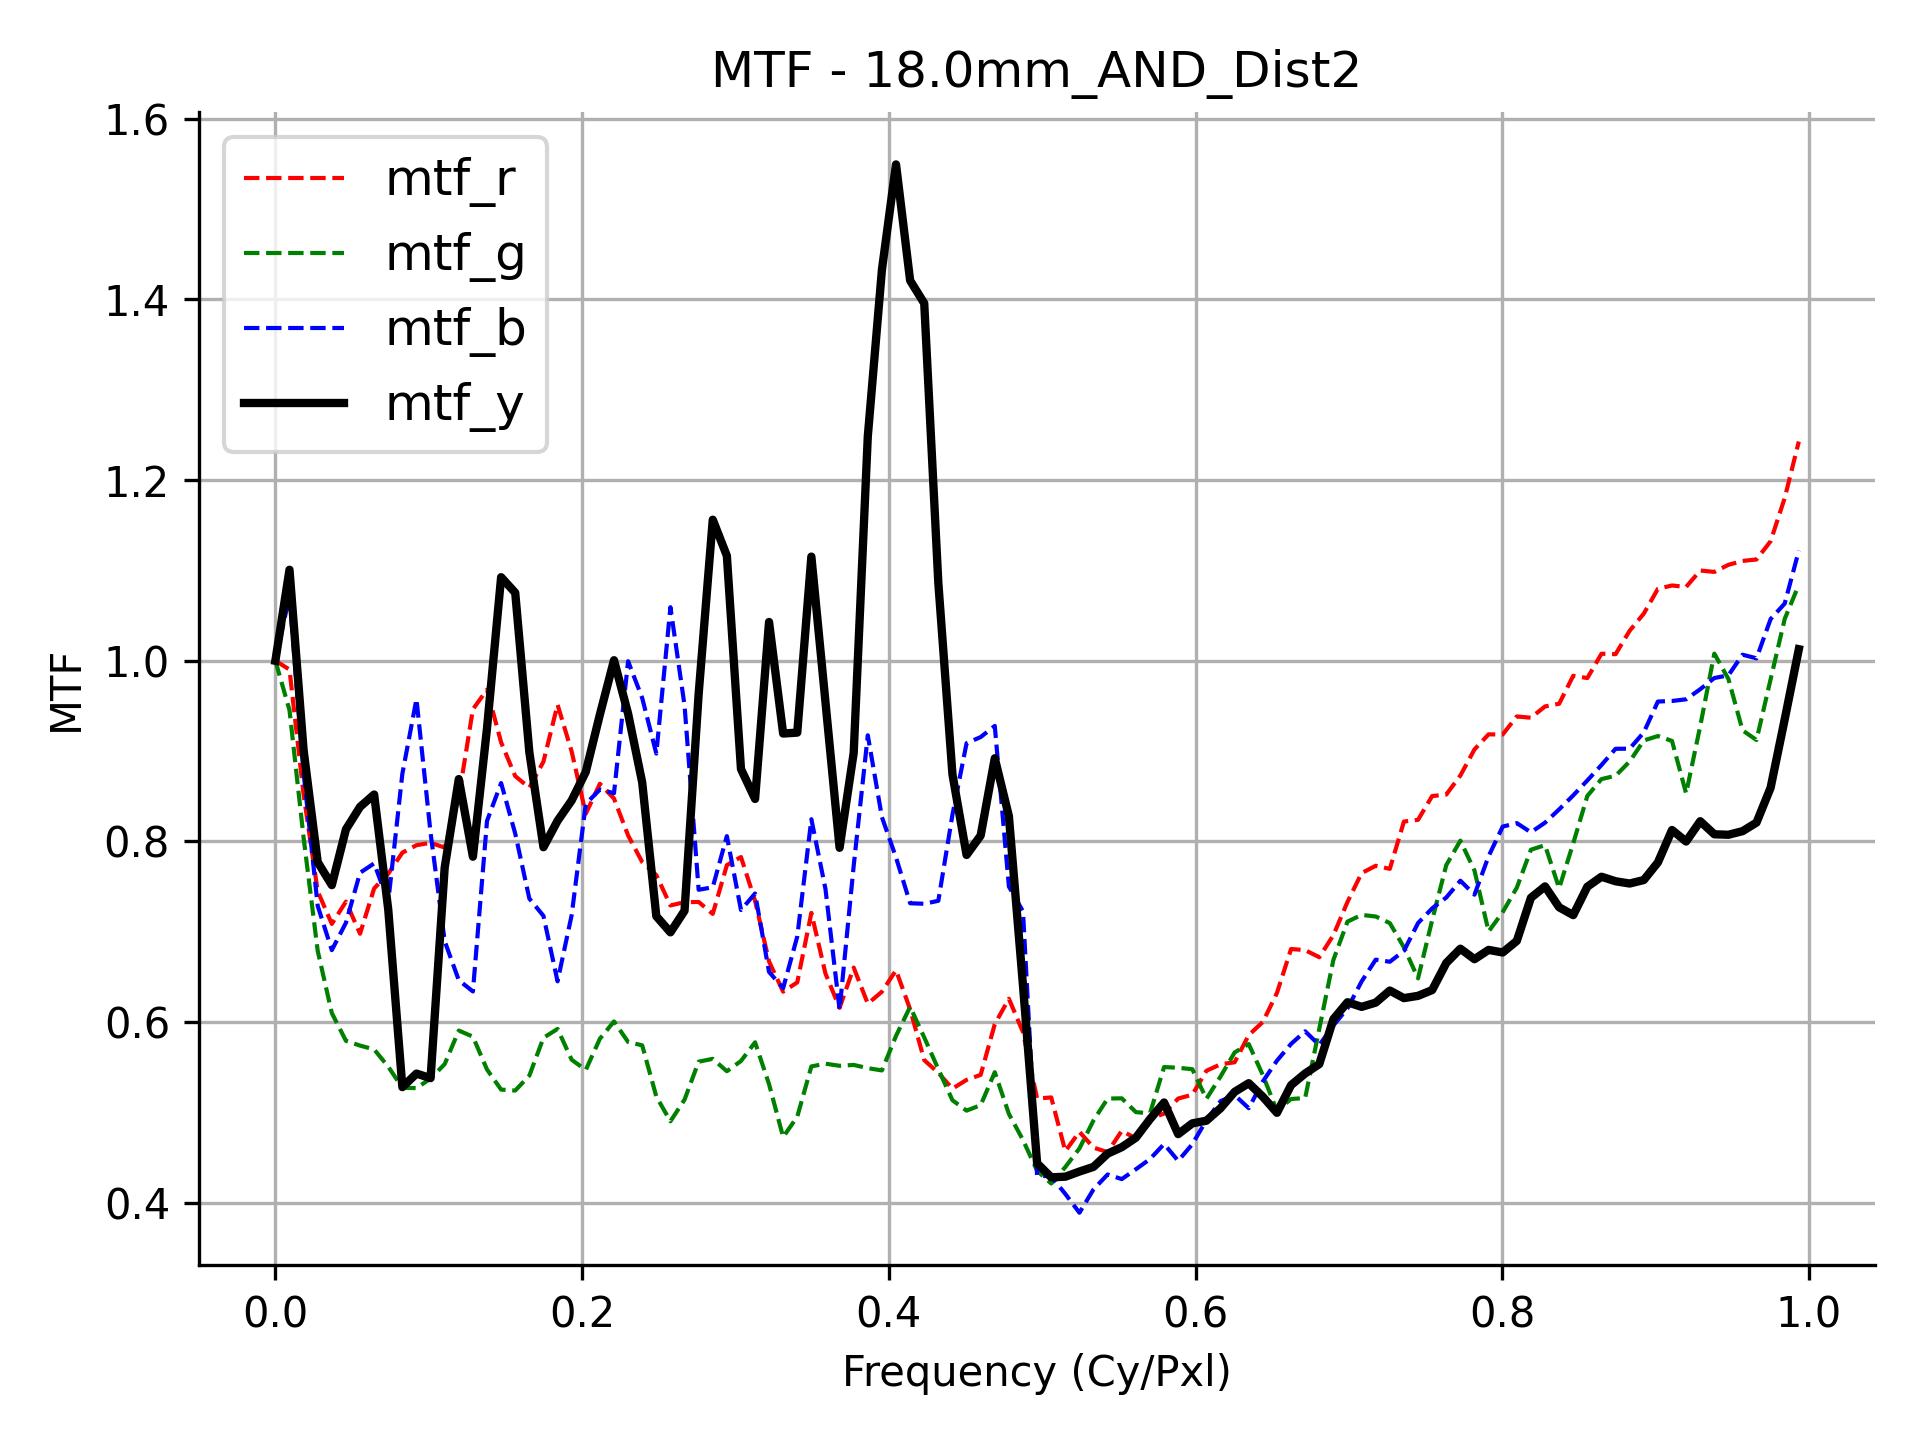 MTF - 18.0mm_AND_Dist2
1.6
1.4
1.2
1.0
0.8
0.6
0.4
MTF
mtf_r
mtf_g
mtf_b
mtf_y
0.0 0.2 0.4 0.6 0.8 1.0
Frequency (Cy/Pxl)